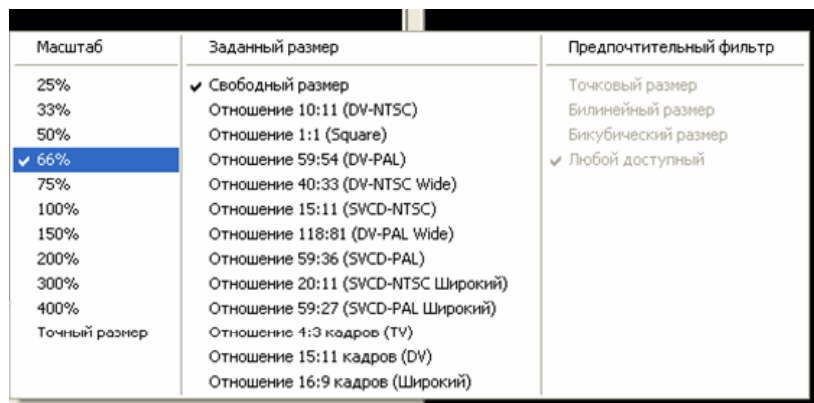 Масштаб
25%
33%
50%
66%
75%
100%
150%
200%
300%
400%
Точный размер
Заданный размер
Свободный размер
Отношение 10:11 (DV-NTSC)
Отношение 1:1 (Square)
Отношение 59:54 (DV-PAL)
Отношение 40:33 (DV-NTSC Wide)
Отношение 15:11 (SVCD-NTSC)
Отношение 118:81 (DV-PAL Wide)
Отношение 59:36 (SVCD-PAL)
Отношение 20:11 (SVCD-NTSC Широкий)
Отношение 59:27 (SVCD-PAL Широкий)
Отношение 4:3 кадров (TV)
Отношение 15:11 кадров (DV)
Отношение 16:9 кадров (Широкий)
Предпочтительный фильтр
Точковый размер
Билинейный размер
Бикубический размер
Любой доступный